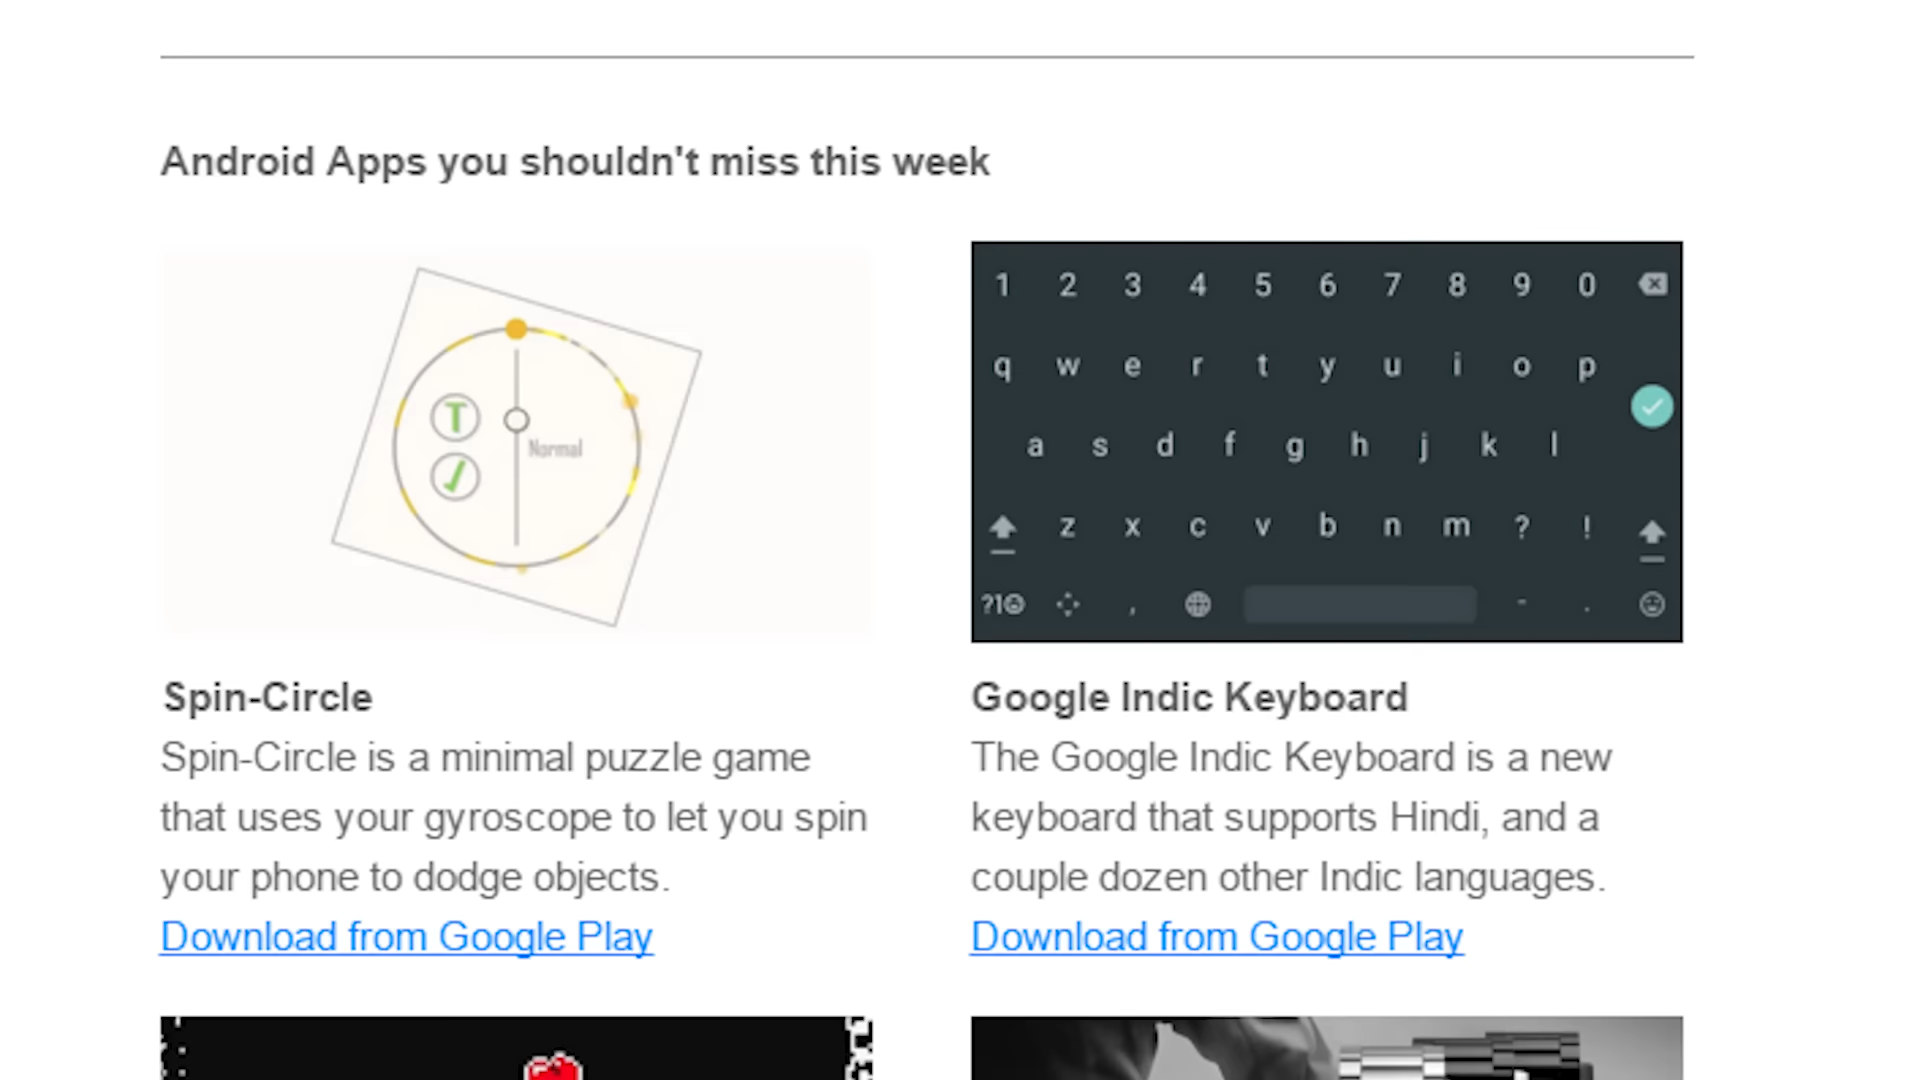 Android Apps you shouldn't miss this week
T
Normal
1 2 3 4 5 6 7 8 9 0
q w e r t y u i o p
a s d f g h j k l
z x c v b n m ? !
?1☺ , - .
Spin-Circle
Spin-Circle is a minimal puzzle game
that uses your gyroscope to let you spin
your phone to dodge objects.
Download from Google Play
Google Indic Keyboard
The Google Indic Keyboard is a new
keyboard that supports Hindi, and a
couple dozen other Indic languages.
Download from Google Play